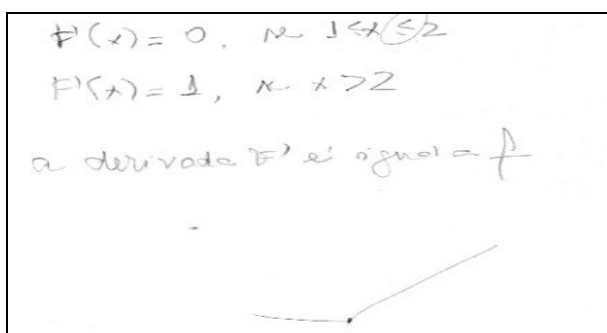 F'(x) = 0, se 1<x≤2
F'(x) = 1, se x>2
a derivada F' é igual a f